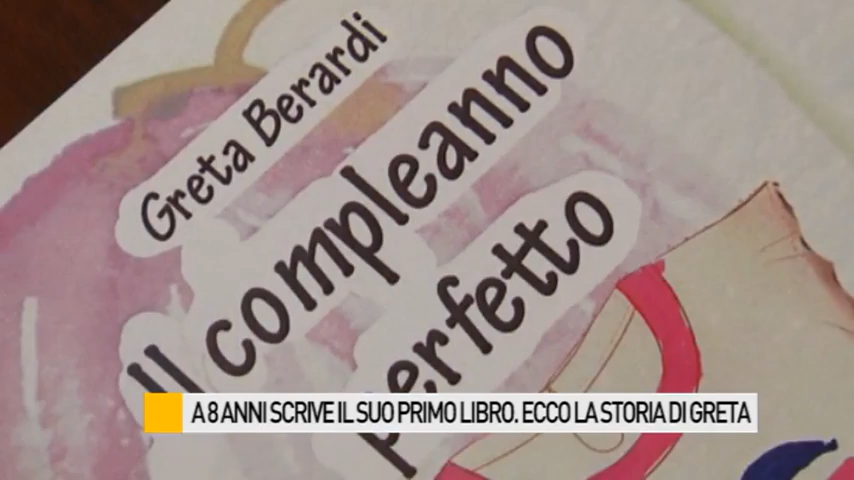 Greta Berardi
Il compleanno
perfetto
A 8 ANNI SCRIVE IL SUO PRIMO LIBRO. ECCO LA STORIA DI GRETA